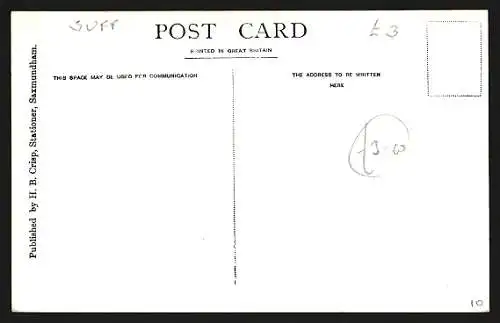 SUFF
POST CARD
£3
PRINTED IN GREAT BRITAIN
THIS SPACE MAY BE USED FOR COMMUNICATION
THE ADDRESS TO BE WRITTEN
HERE
Published by H. B. Crisp, Stationer, Saxmundham.
£3-00
10